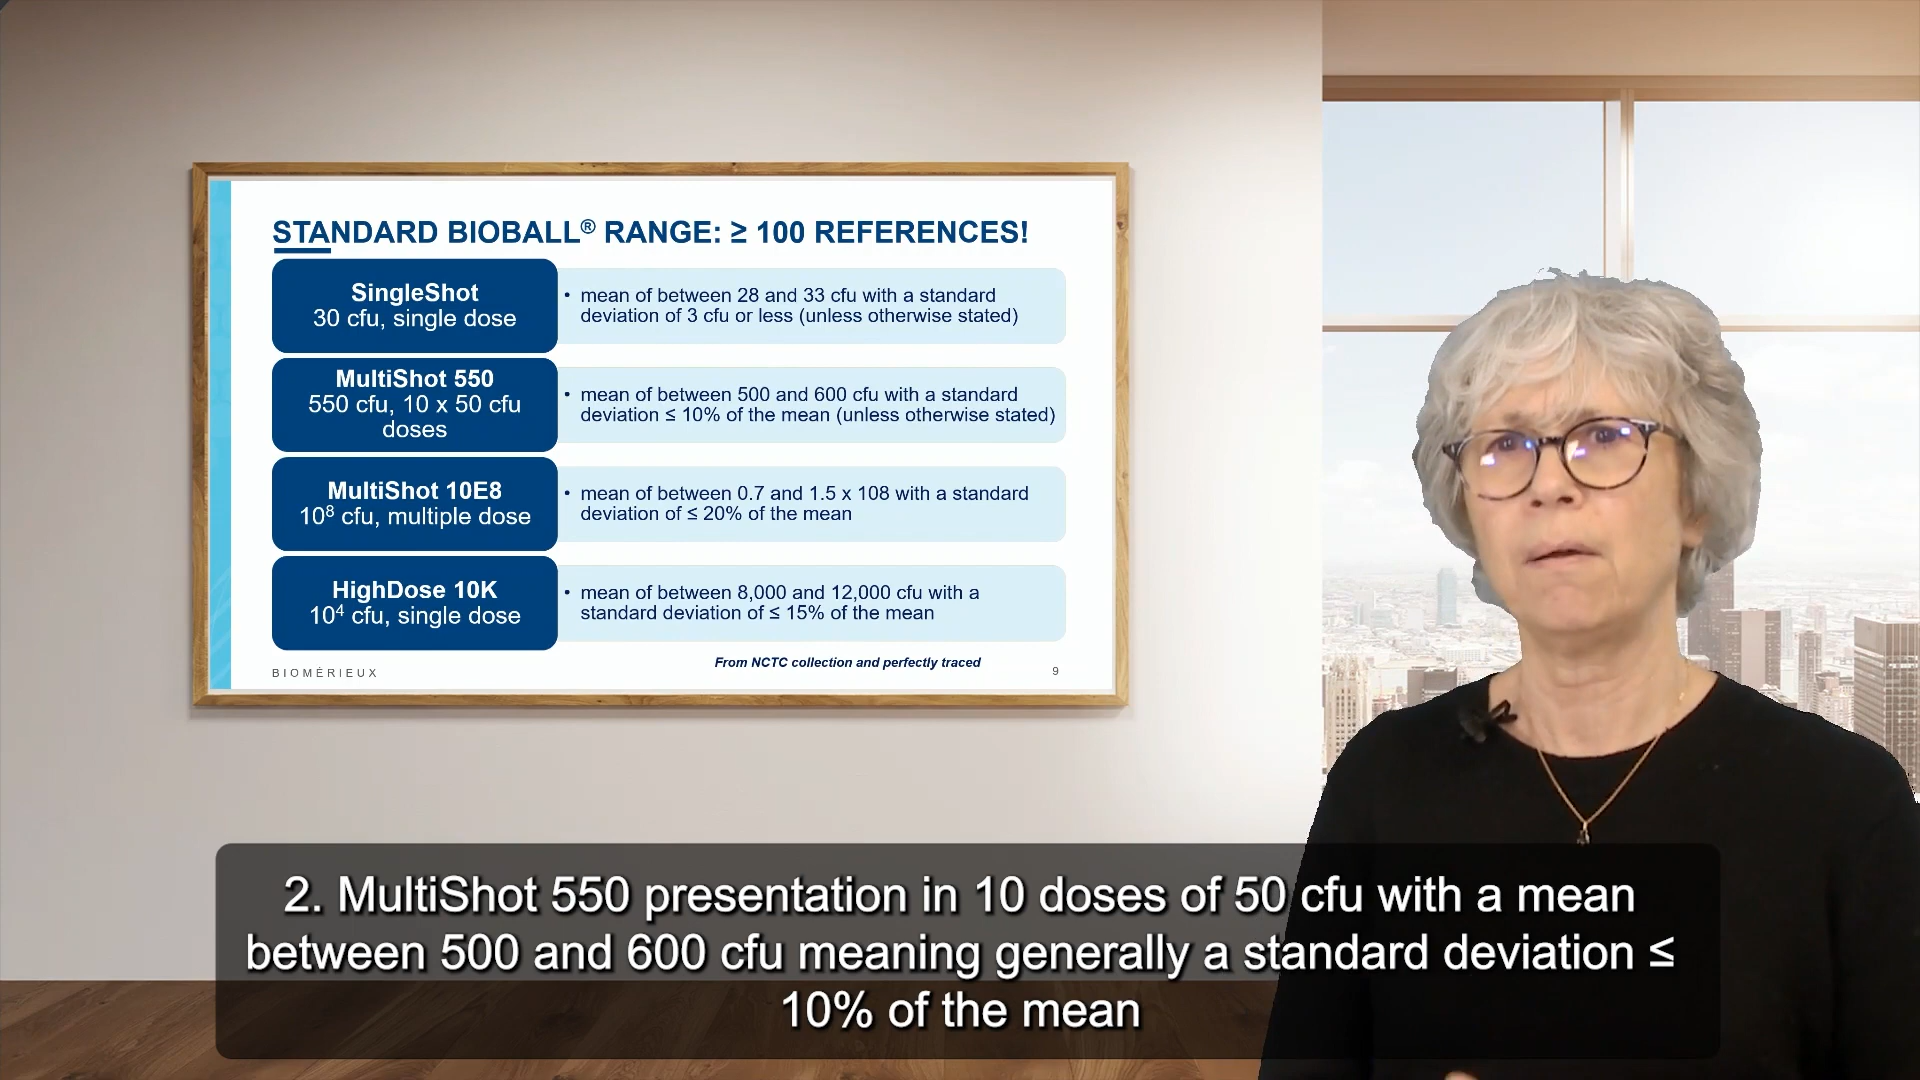 STANDARD BIOBALL® RANGE: ≥ 100 REFERENCES!
SingleShot
30 cfu, single dose
• mean of between 28 and 33 cfu with a standard
deviation of 3 cfu or less (unless otherwise stated)
MultiShot 550
550 cfu, 10 x 50 cfu
doses
• mean of between 500 and 600 cfu with a standard
deviation ≤ 10% of the mean (unless otherwise stated)
MultiShot 10E8
10⁸ cfu, multiple dose
• mean of between 0.7 and 1.5 x 108 with a standard
deviation of ≤ 20% of the mean
HighDose 10K
10⁴ cfu, single dose
• mean of between 8,000 and 12,000 cfu with a
standard deviation of ≤ 15% of the mean
From NCTC collection and perfectly traced
BIOMÉRIEUX
9
2. MultiShot 550 presentation in 10 doses of 50 cfu with a mean
between 500 and 600 cfu meaning generally a standard deviation ≤
10% of the mean